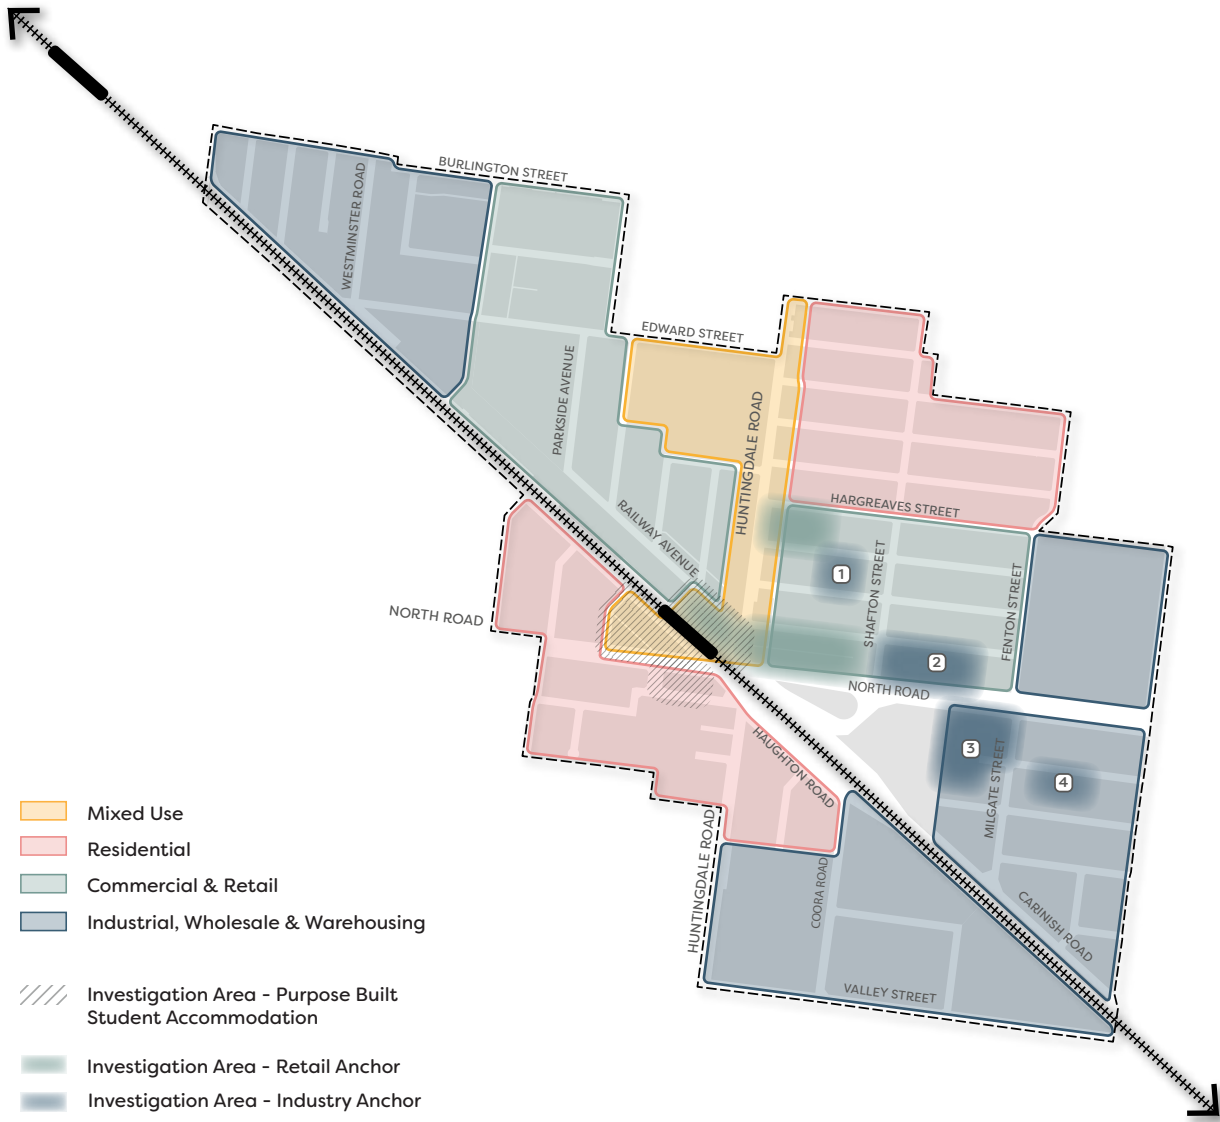 BURLINGTON STREET
WESTMINSTER ROAD
EDWARD STREET
PARKSIDE AVENUE
HUNTINGDALE ROAD
HARGREAVES STREET
RAILWAY AVENUE
SHAFTON STREET
FENTON STREET
1
NORTH ROAD
2
NORTH ROAD
HAUGHTON ROAD
3
MILGATE STREET
4
HUNTINGDALE ROAD
COORA ROAD
CARINISH ROAD
VALLEY STREET
Mixed Use
Residential
Commercial & Retail
Industrial, Wholesale & Warehousing
Investigation Area - Purpose Built
Student Accommodation
Investigation Area - Retail Anchor
Investigation Area - Industry Anchor